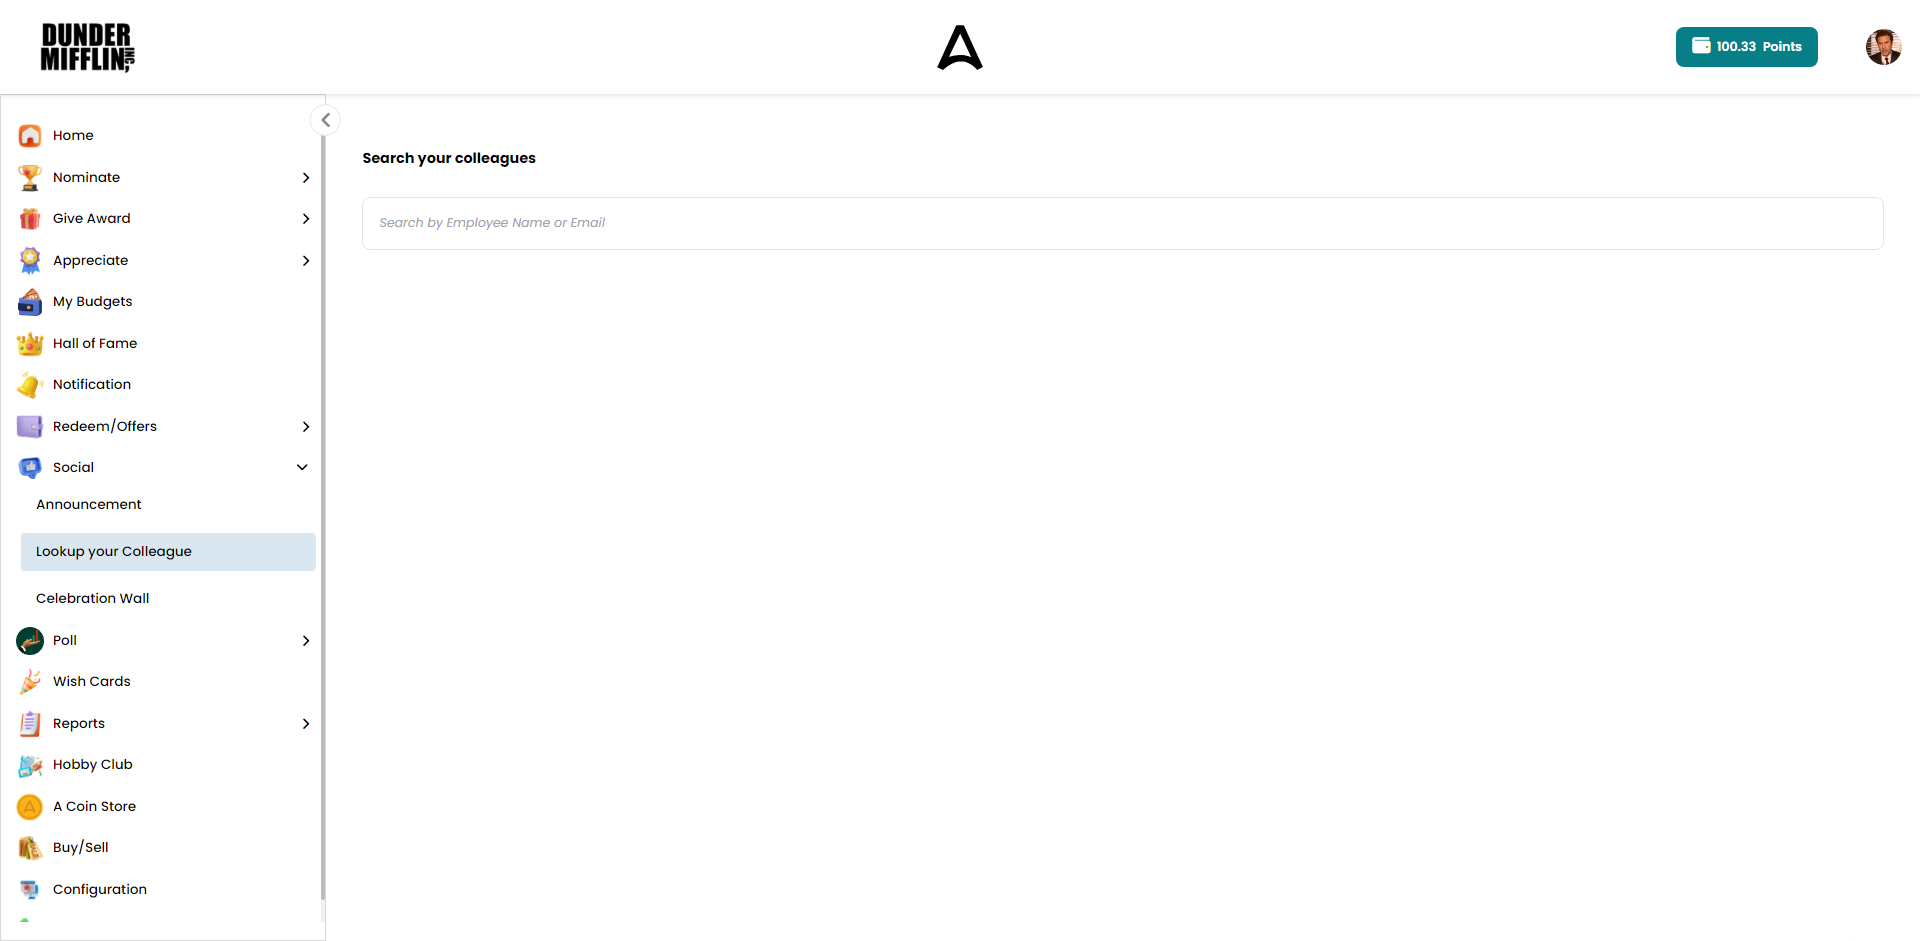 DUNDER
MIFFLIN INC,
100.33 Points
Home
Nominate
Give Award
Appreciate
My Budgets
Hall of Fame
Notification
Redeem/Offers
Social
Announcement
Lookup your Colleague
Celebration Wall
Poll
Wish Cards
Reports
Hobby Club
A Coin Store
Buy/Sell
Configuration
Search your colleagues
Search by Employee Name or Email